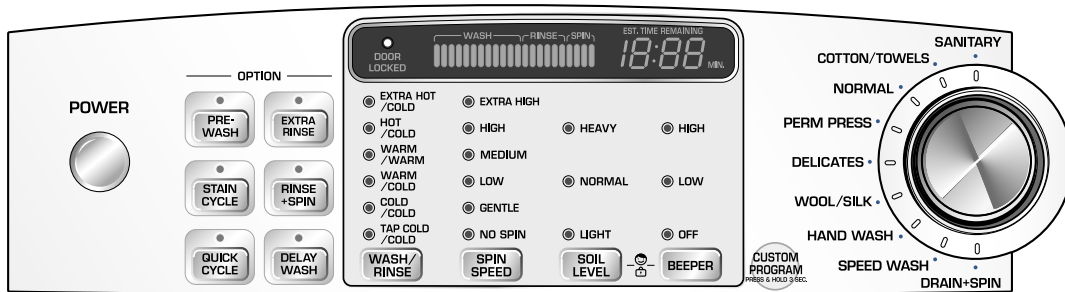 POWER
OPTION
PRE-
WASH
EXTRA
RINSE
STAIN
CYCLE
RINSE
+SPIN
QUICK
CYCLE
DELAY
WASH
DOOR
LOCKED
WASH
RINSE
SPIN
EST. TIME REMAINING
18:88 MIN.
EXTRA HOT
/COLD
HOT
/COLD
WARM
/WARM
WARM
/COLD
COLD
/COLD
TAP COLD
/COLD
WASH/
RINSE
EXTRA HIGH
HIGH
MEDIUM
LOW
GENTLE
NO SPIN
SPIN
SPEED
HEAVY
NORMAL
LIGHT
SOIL
LEVEL
HIGH
LOW
OFF
BEEPER
CUSTOM
PROGRAM
PRESS & HOLD 3 SEC.
SANITARY
COTTON/TOWELS
NORMAL
PERM PRESS
DELICATES
WOOL/SILK
HAND WASH
SPEED WASH
DRAIN+SPIN